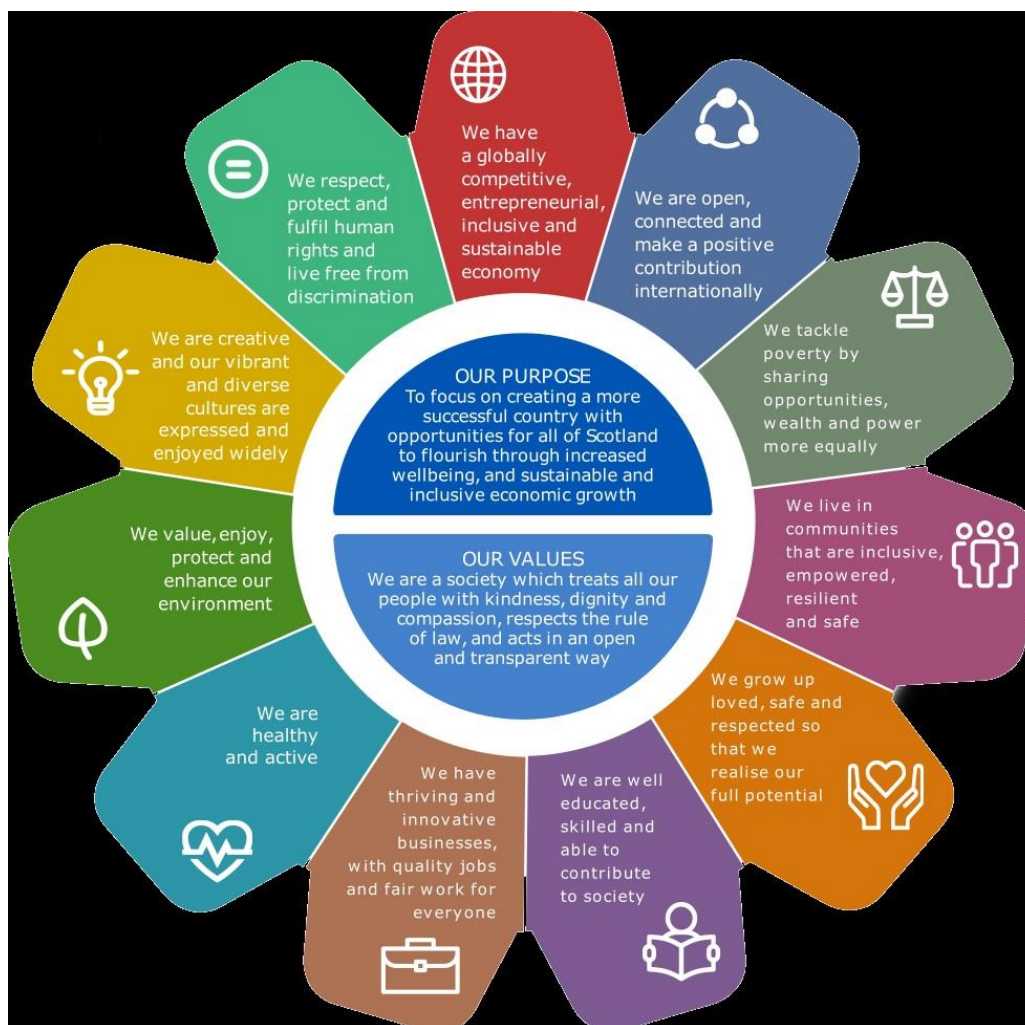 OUR PURPOSE
To focus on creating a more
successful country with
opportunities for all of Scotland
to flourish through increased
wellbeing, and sustainable and
inclusive economic growth
OUR VALUES
We are a society which treats all our
people with kindness, dignity and
compassion, respects the rule
of law, and acts in an open
and transparent way
We have
a globally
competitive,
entrepreneurial,
inclusive and
sustainable
economy
We are open,
connected and
make a positive
contribution
internationally
We tackle
poverty by
sharing
opportunities,
wealth and power
more equally
We live in
communities
that are inclusive,
empowered,
resilient
and safe
We grow up
loved, safe and
respected so
that we
realise our
full potential
We are well
educated,
skilled and
able to
contribute
to society
We have
thriving and
innovative
businesses,
with quality jobs
and fair work for
everyone
We are
healthy
and active
We value, enjoy,
protect and
enhance our
environment
We are creative
and our vibrant
and diverse
cultures are
expressed and
enjoyed widely
We respect,
protect and
fulfil human
rights and
live free from
discrimination